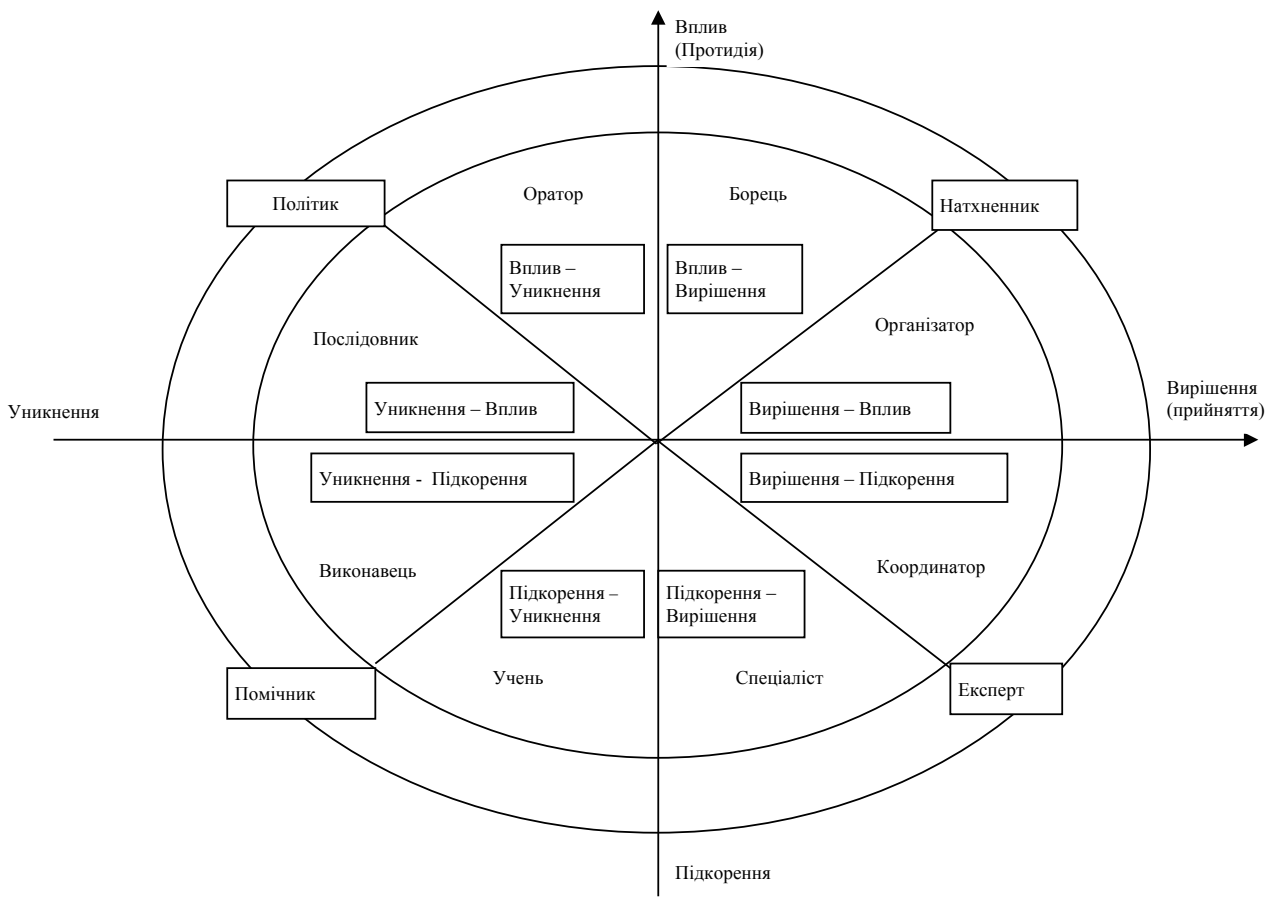 Вплив
(Протидія)
Політик
Оратор
Борець
Натхненник
Вплив –
Уникнення
Вплив –
Вирішення
Послідовник
Організатор
Уникнення
Уникнення – Вплив
Вирішення – Вплив
Вирішення
(прийняття)
Уникнення - Підкорення
Вирішення – Підкорення
Виконавець
Координатор
Підкорення –
Уникнення
Підкорення –
Вирішення
Помічник
Учень
Спеціаліст
Експерт
Підкорення